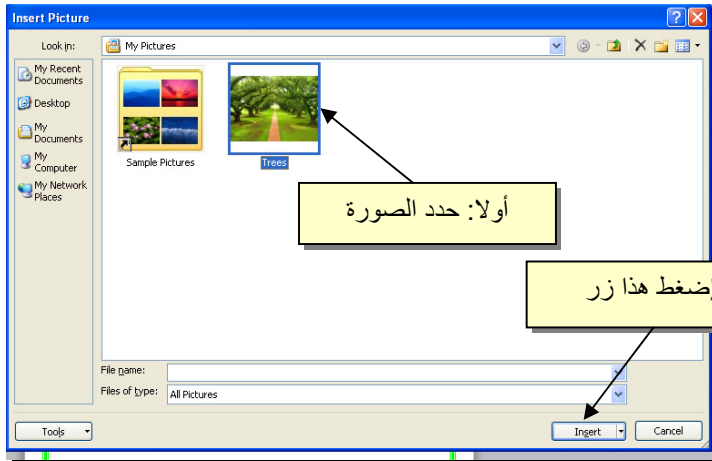 Insert Picture
Look in:
My Pictures
My Recent
Documents
Desktop
My
Documents
My
Computer
My Network
Places
Sample Pictures
Trees
أولا: حدد الصورة
إضغط هذا زر
File name:
Files of type:
All Pictures
Tools
Insert
Cancel